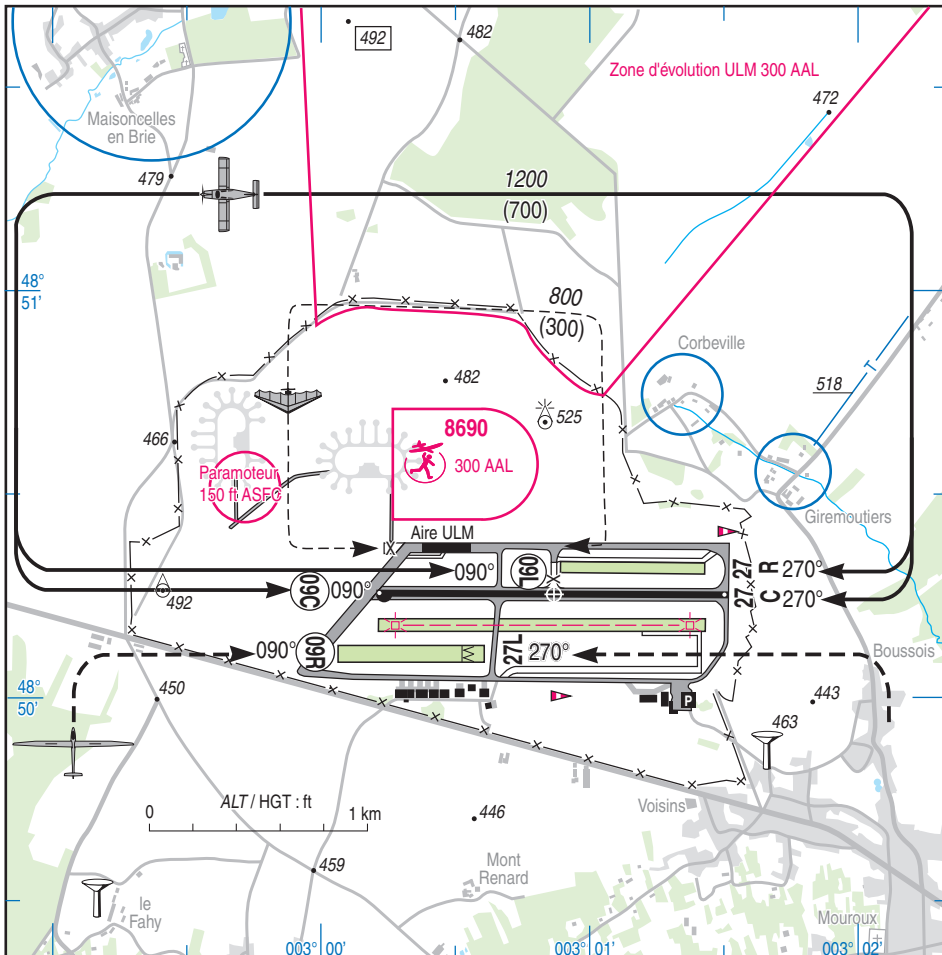 492
482
Zone d'évolution ULM 300 AAL
472
Maisoncelles
en Brie
479
1200
(700)
48°
51'
800
(300)
Corbeville
518
T
482
525
8690
300 AAL
466
Paramoteur
150 ft ASFC
Giremoutiers
Aire ULM
IX
090°
09L
X
27
R
270°
09C
090°
27
C
270°
492
090°
09R
27L
270°
W
Boussois
48°
50'
450
P
443
463
ALT / HGT : ft
0
1 km
446
Voisins
459
Mont
Renard
le
Fahy
Mouroux
003° 00'
003° 01'
003° 02'